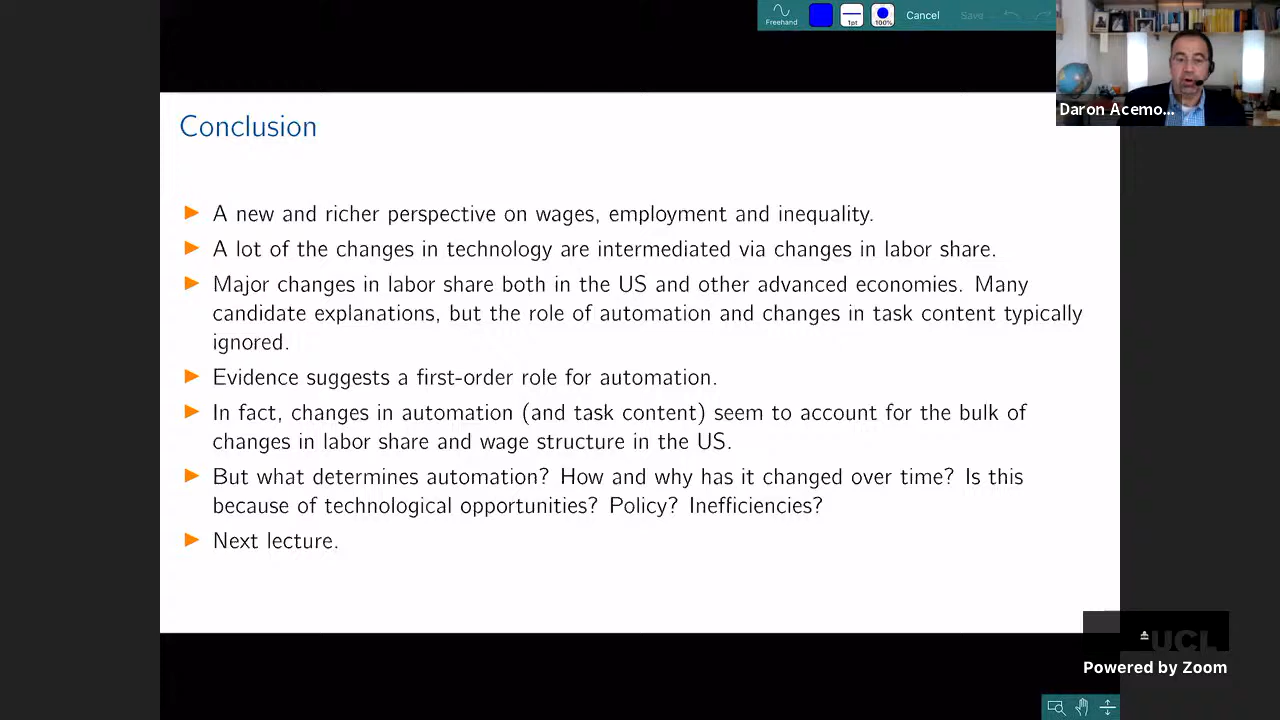 Freehand
1pt
100%
Cancel
Save
Daron Acemo...
Conclusion
A new and richer perspective on wages, employment and inequality.
A lot of the changes in technology are intermediated via changes in labor share.
Major changes in labor share both in the US and other advanced economies. Many
candidate explanations, but the role of automation and changes in task content typically
ignored.
Evidence suggests a first-order role for automation.
In fact, changes in automation (and task content) seem to account for the bulk of
changes in labor share and wage structure in the US.
But what determines automation? How and why has it changed over time? Is this
because of technological opportunities? Policy? Inefficiencies?
Next lecture.
UCL
Powered by Zoom